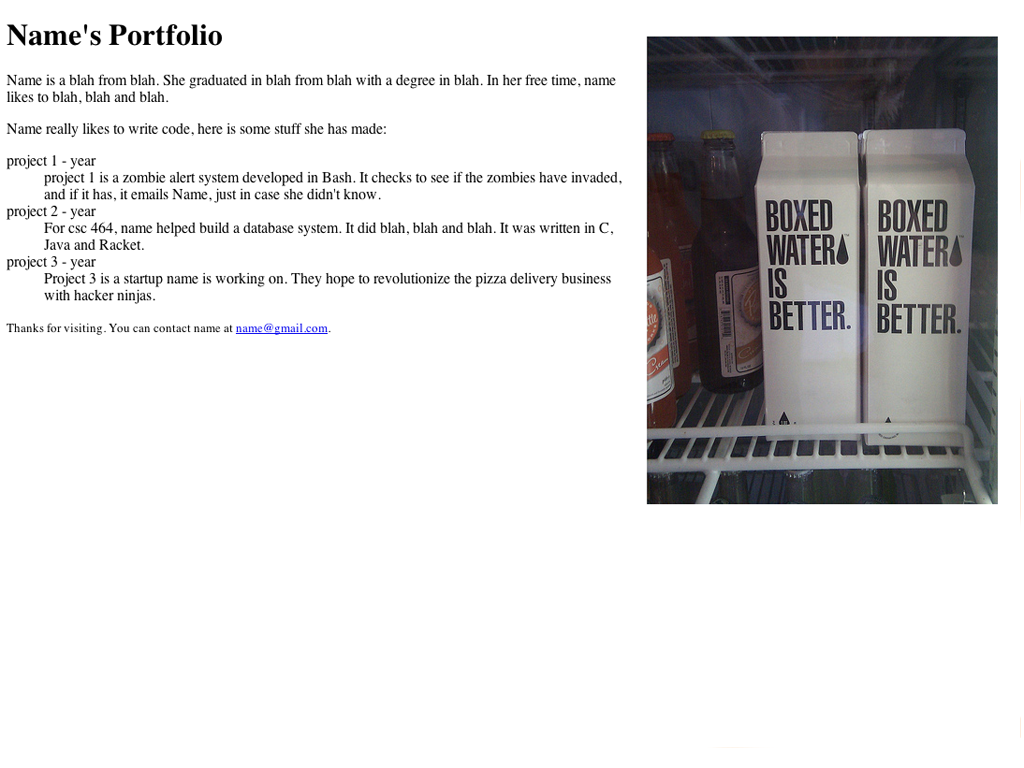 Name's Portfolio
Name is a blah from blah. She graduated in blah from blah with a degree in blah. In her free time, name
likes to blah, blah and blah.
Name really likes to write code, here is some stuff she has made:
project 1 - year
project 1 is a zombie alert system developed in Bash. It checks to see if the zombies have invaded,
and if it has, it emails Name, just in case she didn't know.
project 2 - year
For csc 464, name helped build a database system. It did blah, blah and blah. It was written in C,
Java and Racket.
project 3 - year
Project 3 is a startup name is working on. They hope to revolutionize the pizza delivery business
with hacker ninjas.
Thanks for visiting. You can contact name at name@gmail.com.
BOXED
WATER
IS
BETTER.
BOXED
WATER
IS
BETTER.